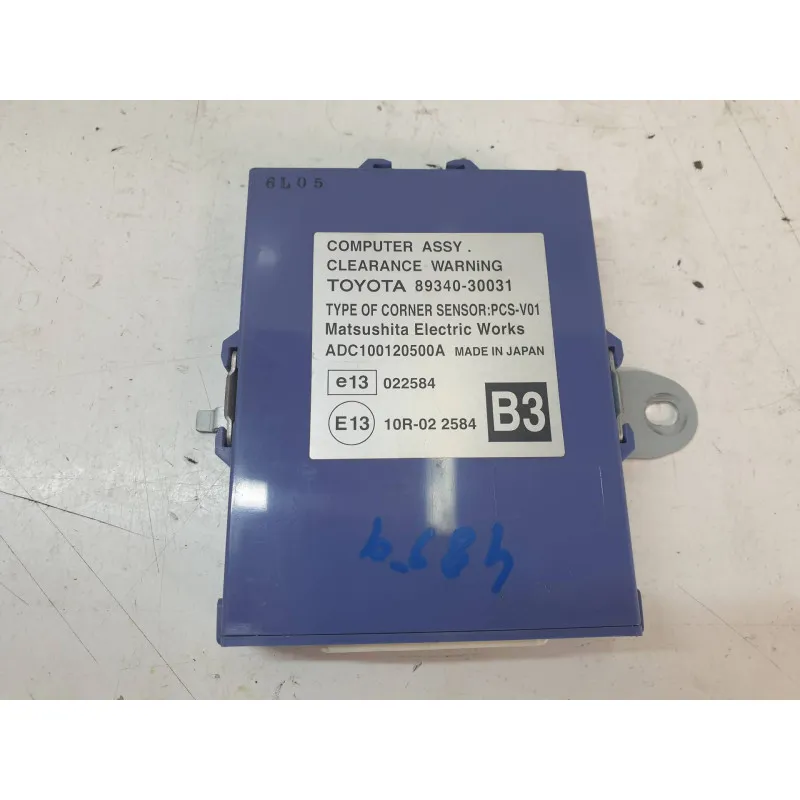 6L05
COMPUTER ASSY.
CLEARANCE WARNiNG
TOYOTA 89340-30031
TYPE OF CORNER SENSOR:PCS-V01
Matsushita Electric Works
ADC100120500A MADE IN JAPAN
e13 022584
E13 10R-02 2584
B3